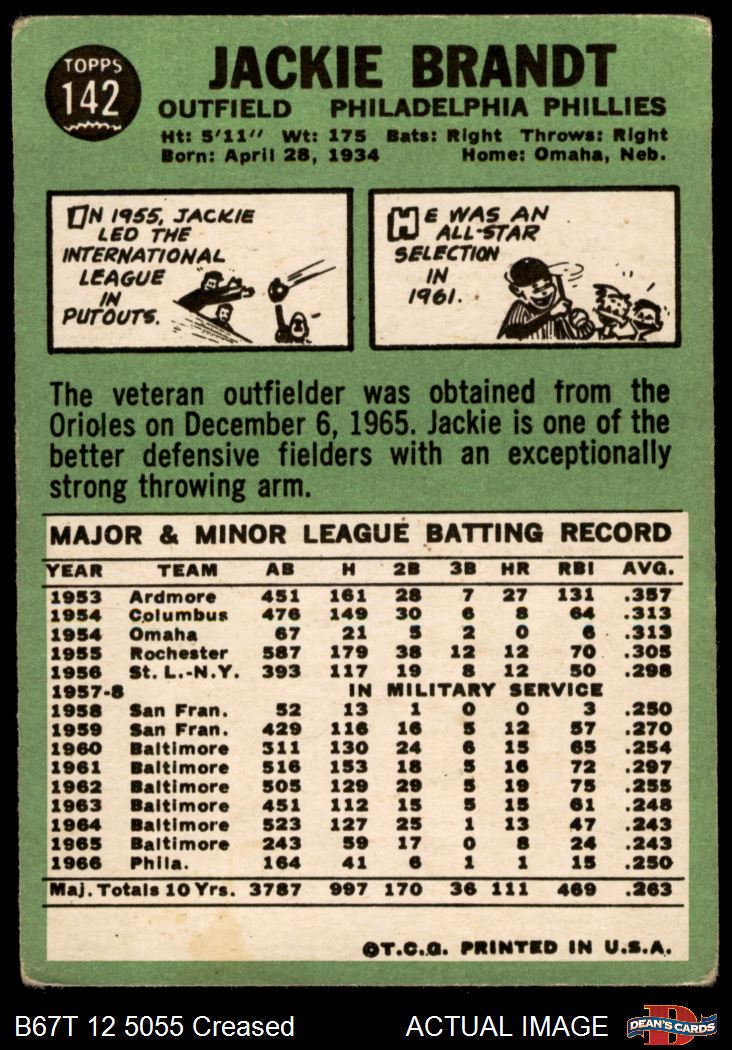 TOPPS
142
JACKIE BRANDT
OUTFIELD PHILADELPHIA PHILLIES
Ht: 5'11" Wt: 175 Bats: Right Throws: Right
Born: April 28, 1934 Home: Omaha, Neb.
IN 1955, JACKIE
LED THE
INTERNATIONAL
LEAGUE
IN
PUTOUTS.
HE WAS AN
ALL-STAR
SELECTION
IN
1961.
The veteran outfielder was obtained from the
Orioles on December 6, 1965. Jackie is one of the
better defensive fielders with an exceptionally
strong throwing arm.
MAJOR & MINOR LEAGUE BATTING RECORD
YEAR TEAM AB H 2B 3B HR RBI AVG.
1953 Ardmore 451 161 28 7 27 131 .357
1954 Columbus 476 149 30 6 8 64 .313
1954 Omaha 67 21 5 2 0 6 .313
1955 Rochester 587 179 38 12 12 70 .305
1956 St. L.-N.Y. 393 117 19 8 12 50 .298
1957-8 IN MILITARY SERVICE
1958 San Fran. 52 13 1 0 0 3 .250
1959 San Fran. 429 116 16 5 12 57 .270
1960 Baltimore 511 130 24 6 15 65 .254
1961 Baltimore 516 153 18 5 16 72 .297
1962 Baltimore 505 129 29 5 19 75 .255
1963 Baltimore 451 112 15 5 15 61 .248
1964 Baltimore 523 127 25 1 13 47 .243
1965 Baltimore 243 59 17 0 8 24 .243
1966 Phila. 164 41 6 1 1 15 .250
Maj. Totals 10 Yrs. 3787 997 170 36 111 469 .263
©T.C.G. PRINTED IN U.S.A.
B67T 12 5055 Creased ACTUAL IMAGE
DEAN'S CARDS